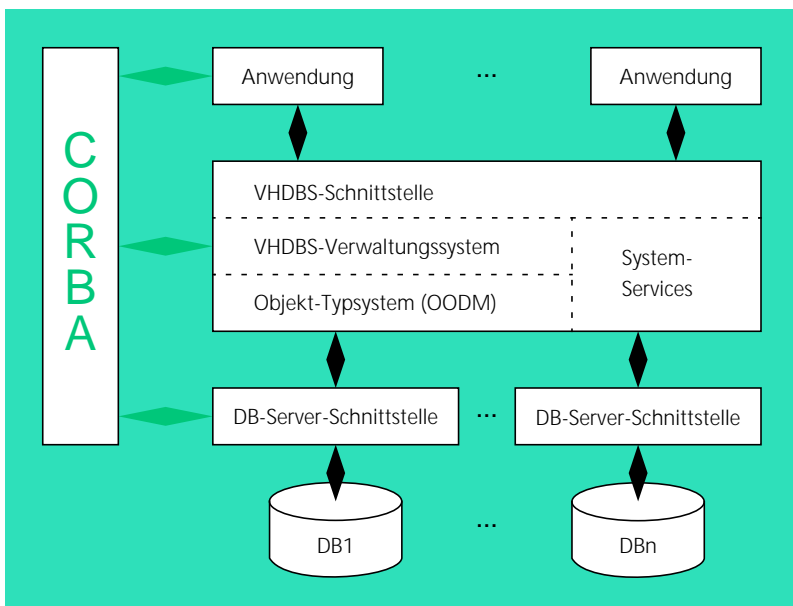 CORBA
Anwendung
...
Anwendung
VHDBS-Schnittstelle
VHDBS-Verwaltungssystem
Objekt-Typsystem (OODM)
System-
Services
DB-Server-Schnittstelle
...
DB-Server-Schnittstelle
DB1
...
DBn